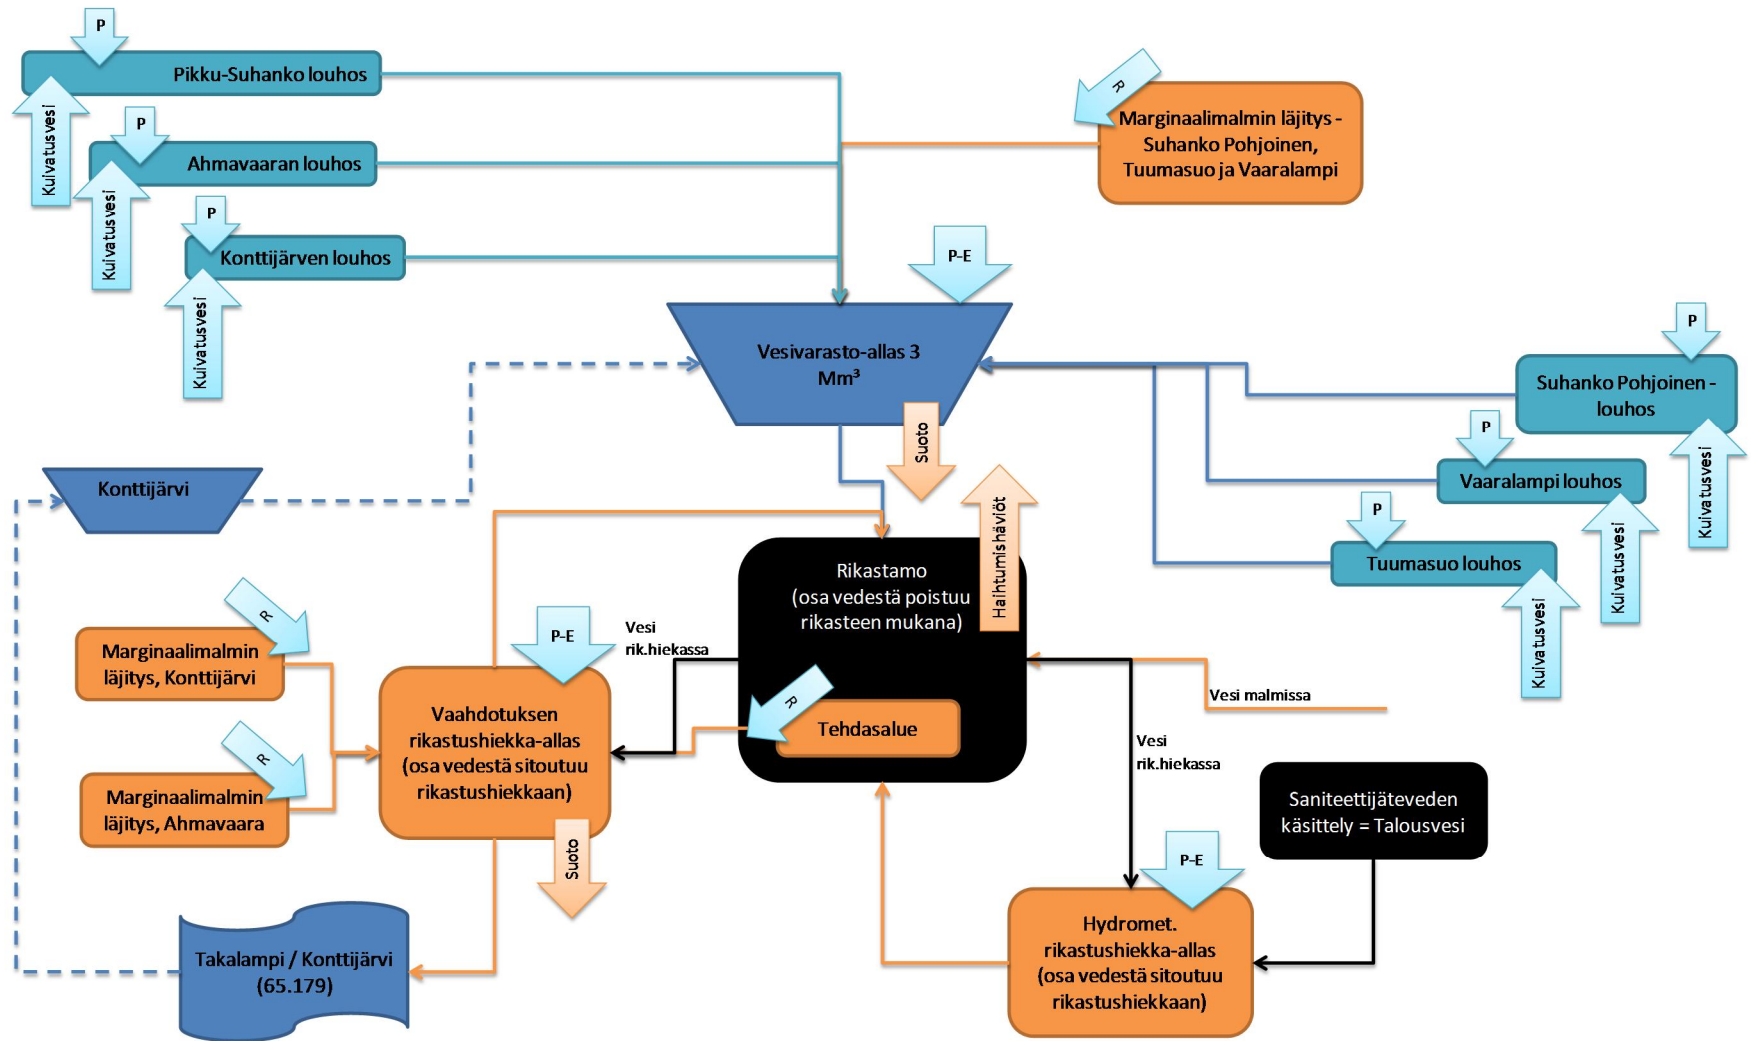 P
Pikku-Suhanko louhos
Kuivatusvesi
P
Ahmavaaran louhos
Kuivatusvesi
P
Konttijärven louhos
Kuivatusvesi
R
Marginaalimalmin läjitys -
Suhanko Pohjoinen,
Tuumasuo ja Vaaralampi
P-E
Vesivarasto-allas 3
Mm³
Suoto
P
Suhanko Pohjoinen -
louhos
Kuivatusvesi
P
Vaaralampi louhos
Kuivatusvesi
P
Tuumasuo louhos
Kuivatusvesi
Konttijärvi
Haihtumishäviöt
Rikastamo
(osa vedestä poistuu
rikasteen mukana)
R
Tehdasalue
Vesi
rik.hiekassa
P-E
R
Marginaalimalmin
läjitys, Konttijärvi
R
Marginaalimalmin
läjitys, Ahmavaara
Vaahdotuksen
rikastushiekka-allas
(osa vedestä sitoutuu
rikastushiekkaan)
Suoto
Vesi malmissa
Vesi
rik.hiekassa
Saniteettijäteveden
käsittely = Talousvesi
P-E
Hydromet.
rikastushiekka-allas
(osa vedestä sitoutuu
rikastushiekkaan)
Takalampi / Konttijärvi
(65.179)